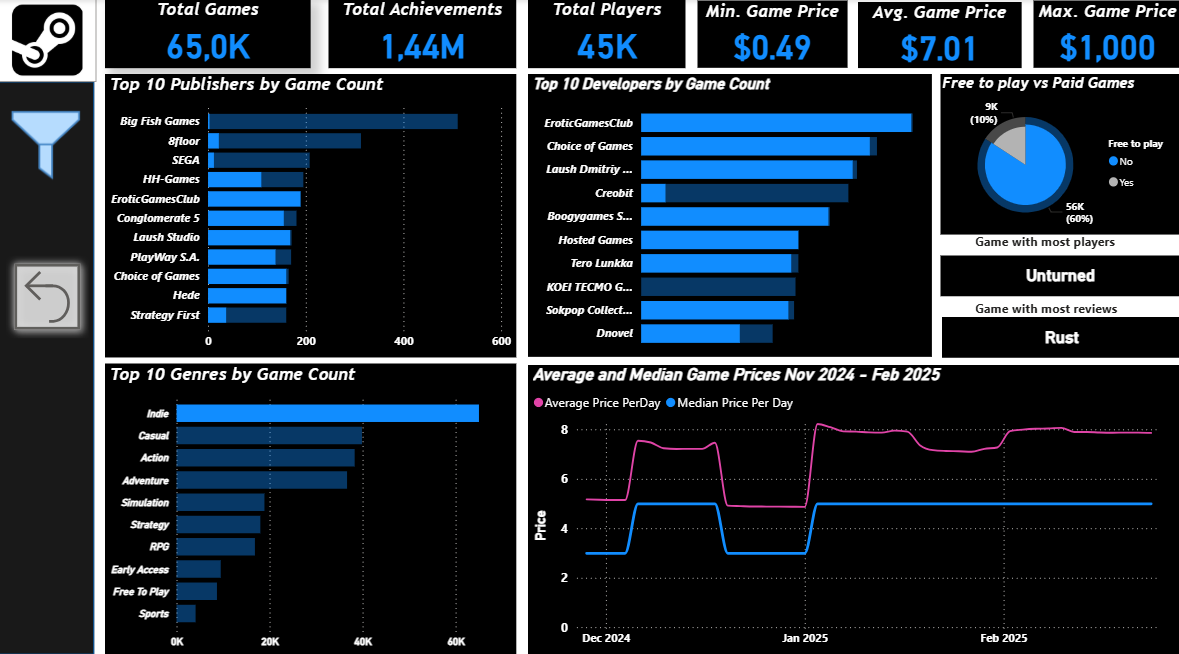 Total Games
65,0K
Total Achievements
1,44M
Total Players
45K
Min. Game Price
$0.49
Avg. Game Price
$7.01
Max. Game Price
$1,000
Top 10 Publishers by Game Count
Big Fish Games
8floor
SEGA
HH-Games
EroticGamesClub
Conglomerate 5
Laush Studio
PlayWay S.A.
Choice of Games
Hede
Strategy First
0 200 400 600
Top 10 Developers by Game Count
EroticGamesClub
Choice of Games
Laush Dmitriy ...
Creobit
Boogygames S...
Hosted Games
Tero Lunkka
KOEI TECMO G...
Sokpop Collect...
Dnovel
Free to play vs Paid Games
9K
(10%)
56K
(60%)
Free to play
No
Yes
Game with most players
Unturned
Game with most reviews
Rust
Top 10 Genres by Game Count
Indie
Casual
Action
Adventure
Simulation
Strategy
RPG
Early Access
Free To Play
Sports
0K 20K 40K 60K
Average and Median Game Prices Nov 2024 - Feb 2025
Average Price PerDay Median Price Per Day
Price
8
6
4
2
0
Dec 2024 Jan 2025 Feb 2025